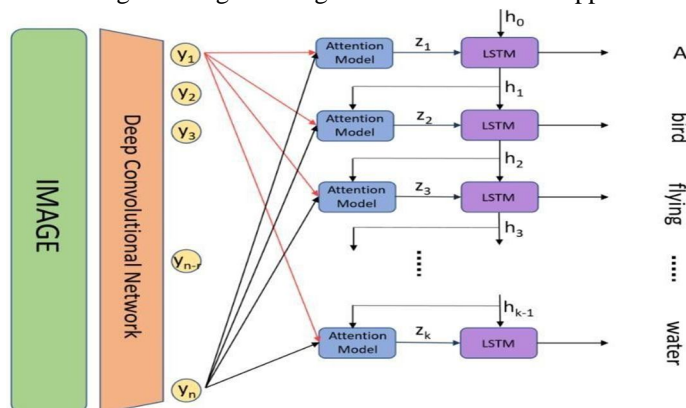 IMAGE
Deep Convolutional Network
y1
y2
y3
yn-r
yn
h0
Attention
Model
z1
LSTM
A
h1
Attention
Model
z2
LSTM
bird
h2
Attention
Model
z3
LSTM
flying
h3
......
......
hk-1
Attention
Model
zk
LSTM
water